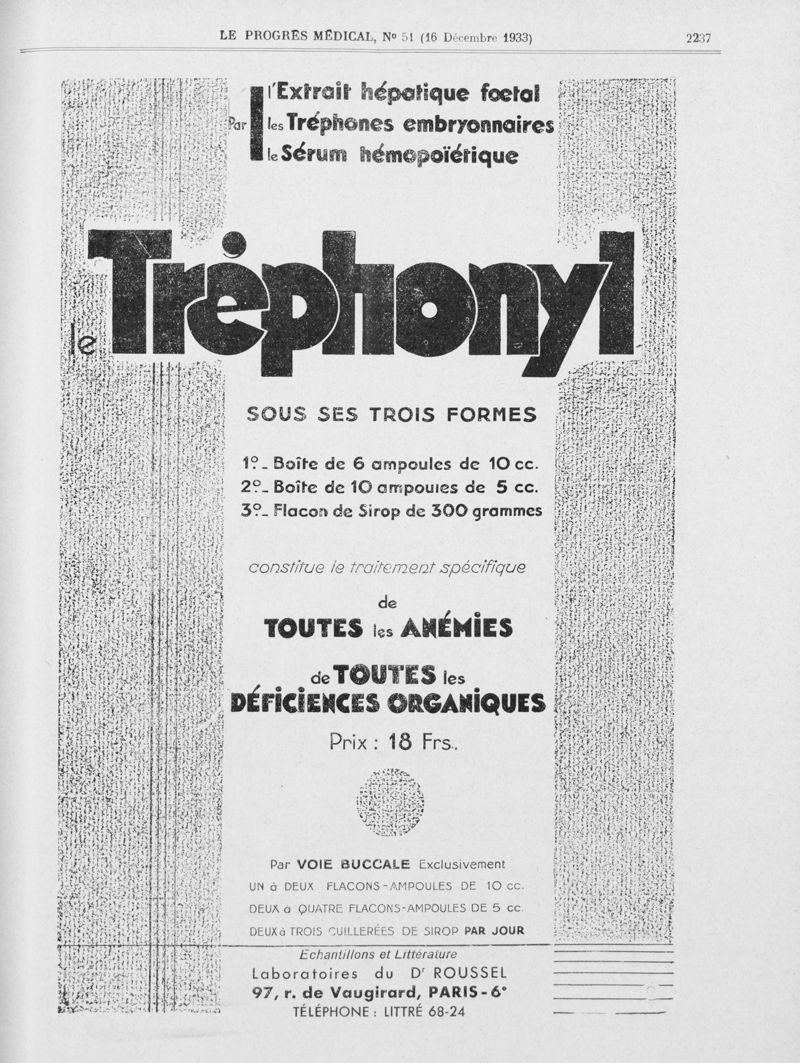 LE PROGRÈS MÉDICAL, Nº 51 (16 Décembre 1933) 2237
l'Extrait hépatique foetal
Par les Tréphones embryonnaires
le Sérum hémopoïétique
le Tréphonyl
SOUS SES TROIS FORMES
1º_ Boîte de 6 ampoules de 10 cc.
2º_ Boîte de 10 ampoules de 5 cc.
3º_ Flacon de Sirop de 300 grammes
constitue le traitement spécifique
de
TOUTES les ANÉMIES
de TOUTES les
DÉFICIENCES ORGANIQUES
Prix : 18 Frs.
Par VOIE BUCCALE Exclusivement
UN à DEUX FLACONS-AMPOULES DE 10 cc.
DEUX à QUATRE FLACONS-AMPOULES DE 5 cc.
DEUX à TROIS CUILLERÉES DE SIROP PAR JOUR
Echantillons et Littérature
Laboratoires du Dr ROUSSEL
97, r. de Vaugirard, PARIS-6e
TÉLÉPHONE : LITTRÉ 68-24